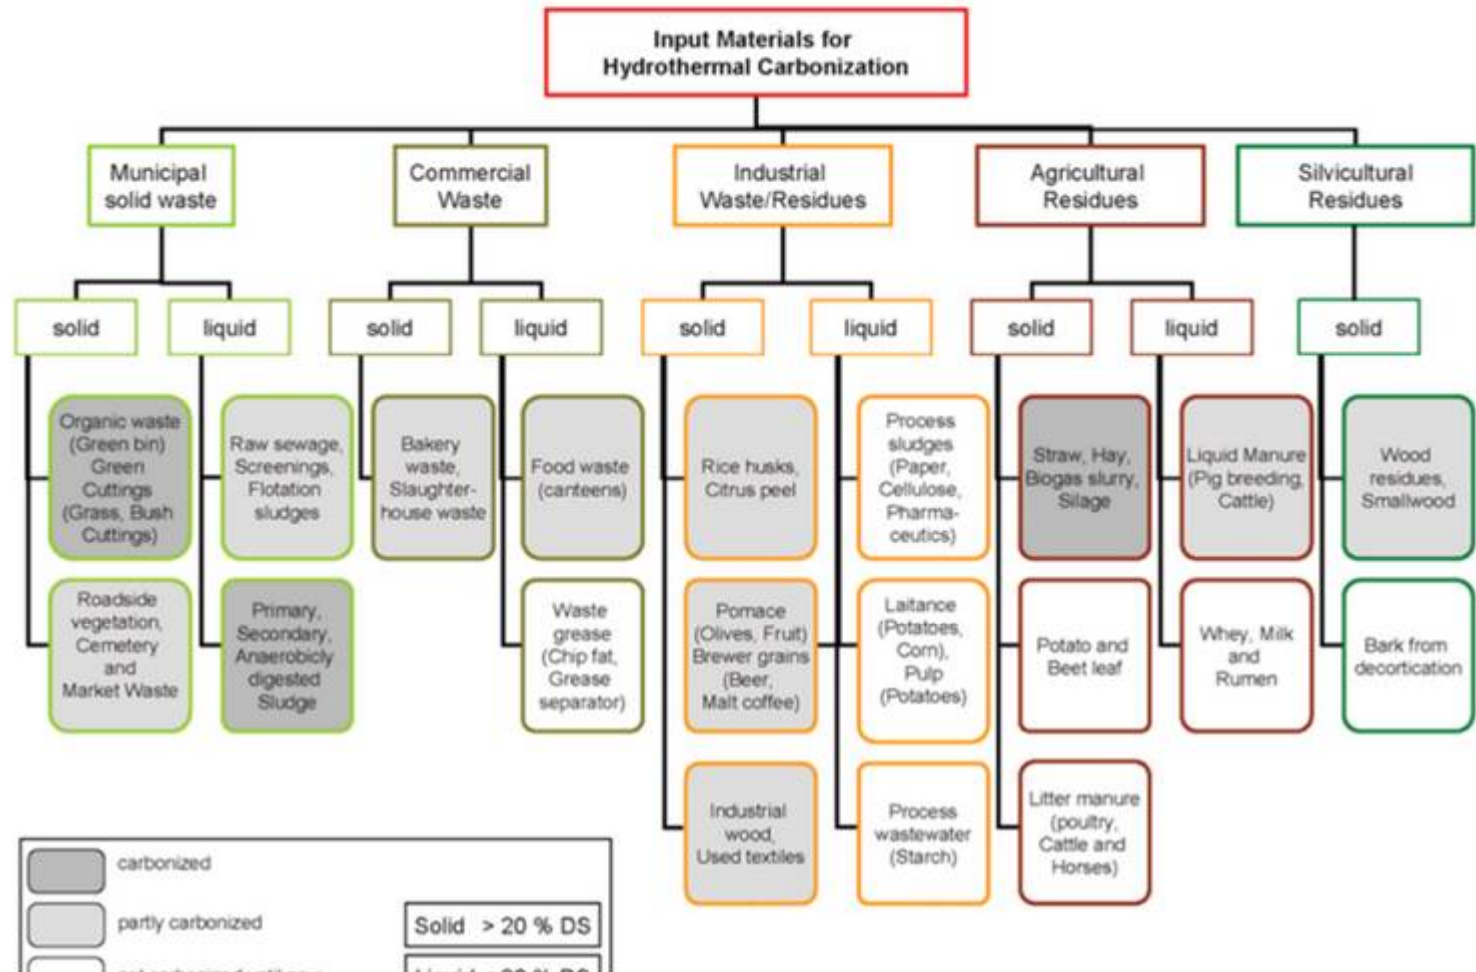 Input Materials for
Hydrothermal Carbonization
Municipal
solid waste
Commercial
Waste
Industrial
Waste/Residues
Agricultural
Residues
Silvicultural
Residues
solid
liquid
solid
liquid
solid
liquid
solid
liquid
solid
Organic waste
(Green bin)
Green
Cuttings
(Grass, Bush
Cuttings)
Raw sewage,
Screenings,
Flotation
sludges
Bakery
waste,
Slaughter-
house waste
Food waste
(canteens)
Rice husks,
Citrus peel
Process
sludges
(Paper,
Cellulose,
Pharma-
ceutics)
Straw, Hay,
Biogas slurry,
Silage
Liquid Manure
(Pig breeding,
Cattle)
Wood
residues,
Smallwood
Roadside
vegetation,
Cemetery
and
Market Waste
Primary,
Secondary,
Anaerobicly
digested
Sludge
Waste
grease
(Chip fat,
Grease
separator)
Pomace
(Olives, Fruit)
Brewer grains
(Beer,
Malt coffee)
Laitance
(Potatoes,
Corn),
Pulp
(Potatoes)
Potato and
Beet leaf
Whey, Milk
and
Rumen
Bark from
decortication
Industrial
wood,
Used textiles
Process
wastewater
(Starch)
Litter manure
(poultry,
Cattle and
Horses)
carbonized
partly carbonized
Solid > 20 % DS